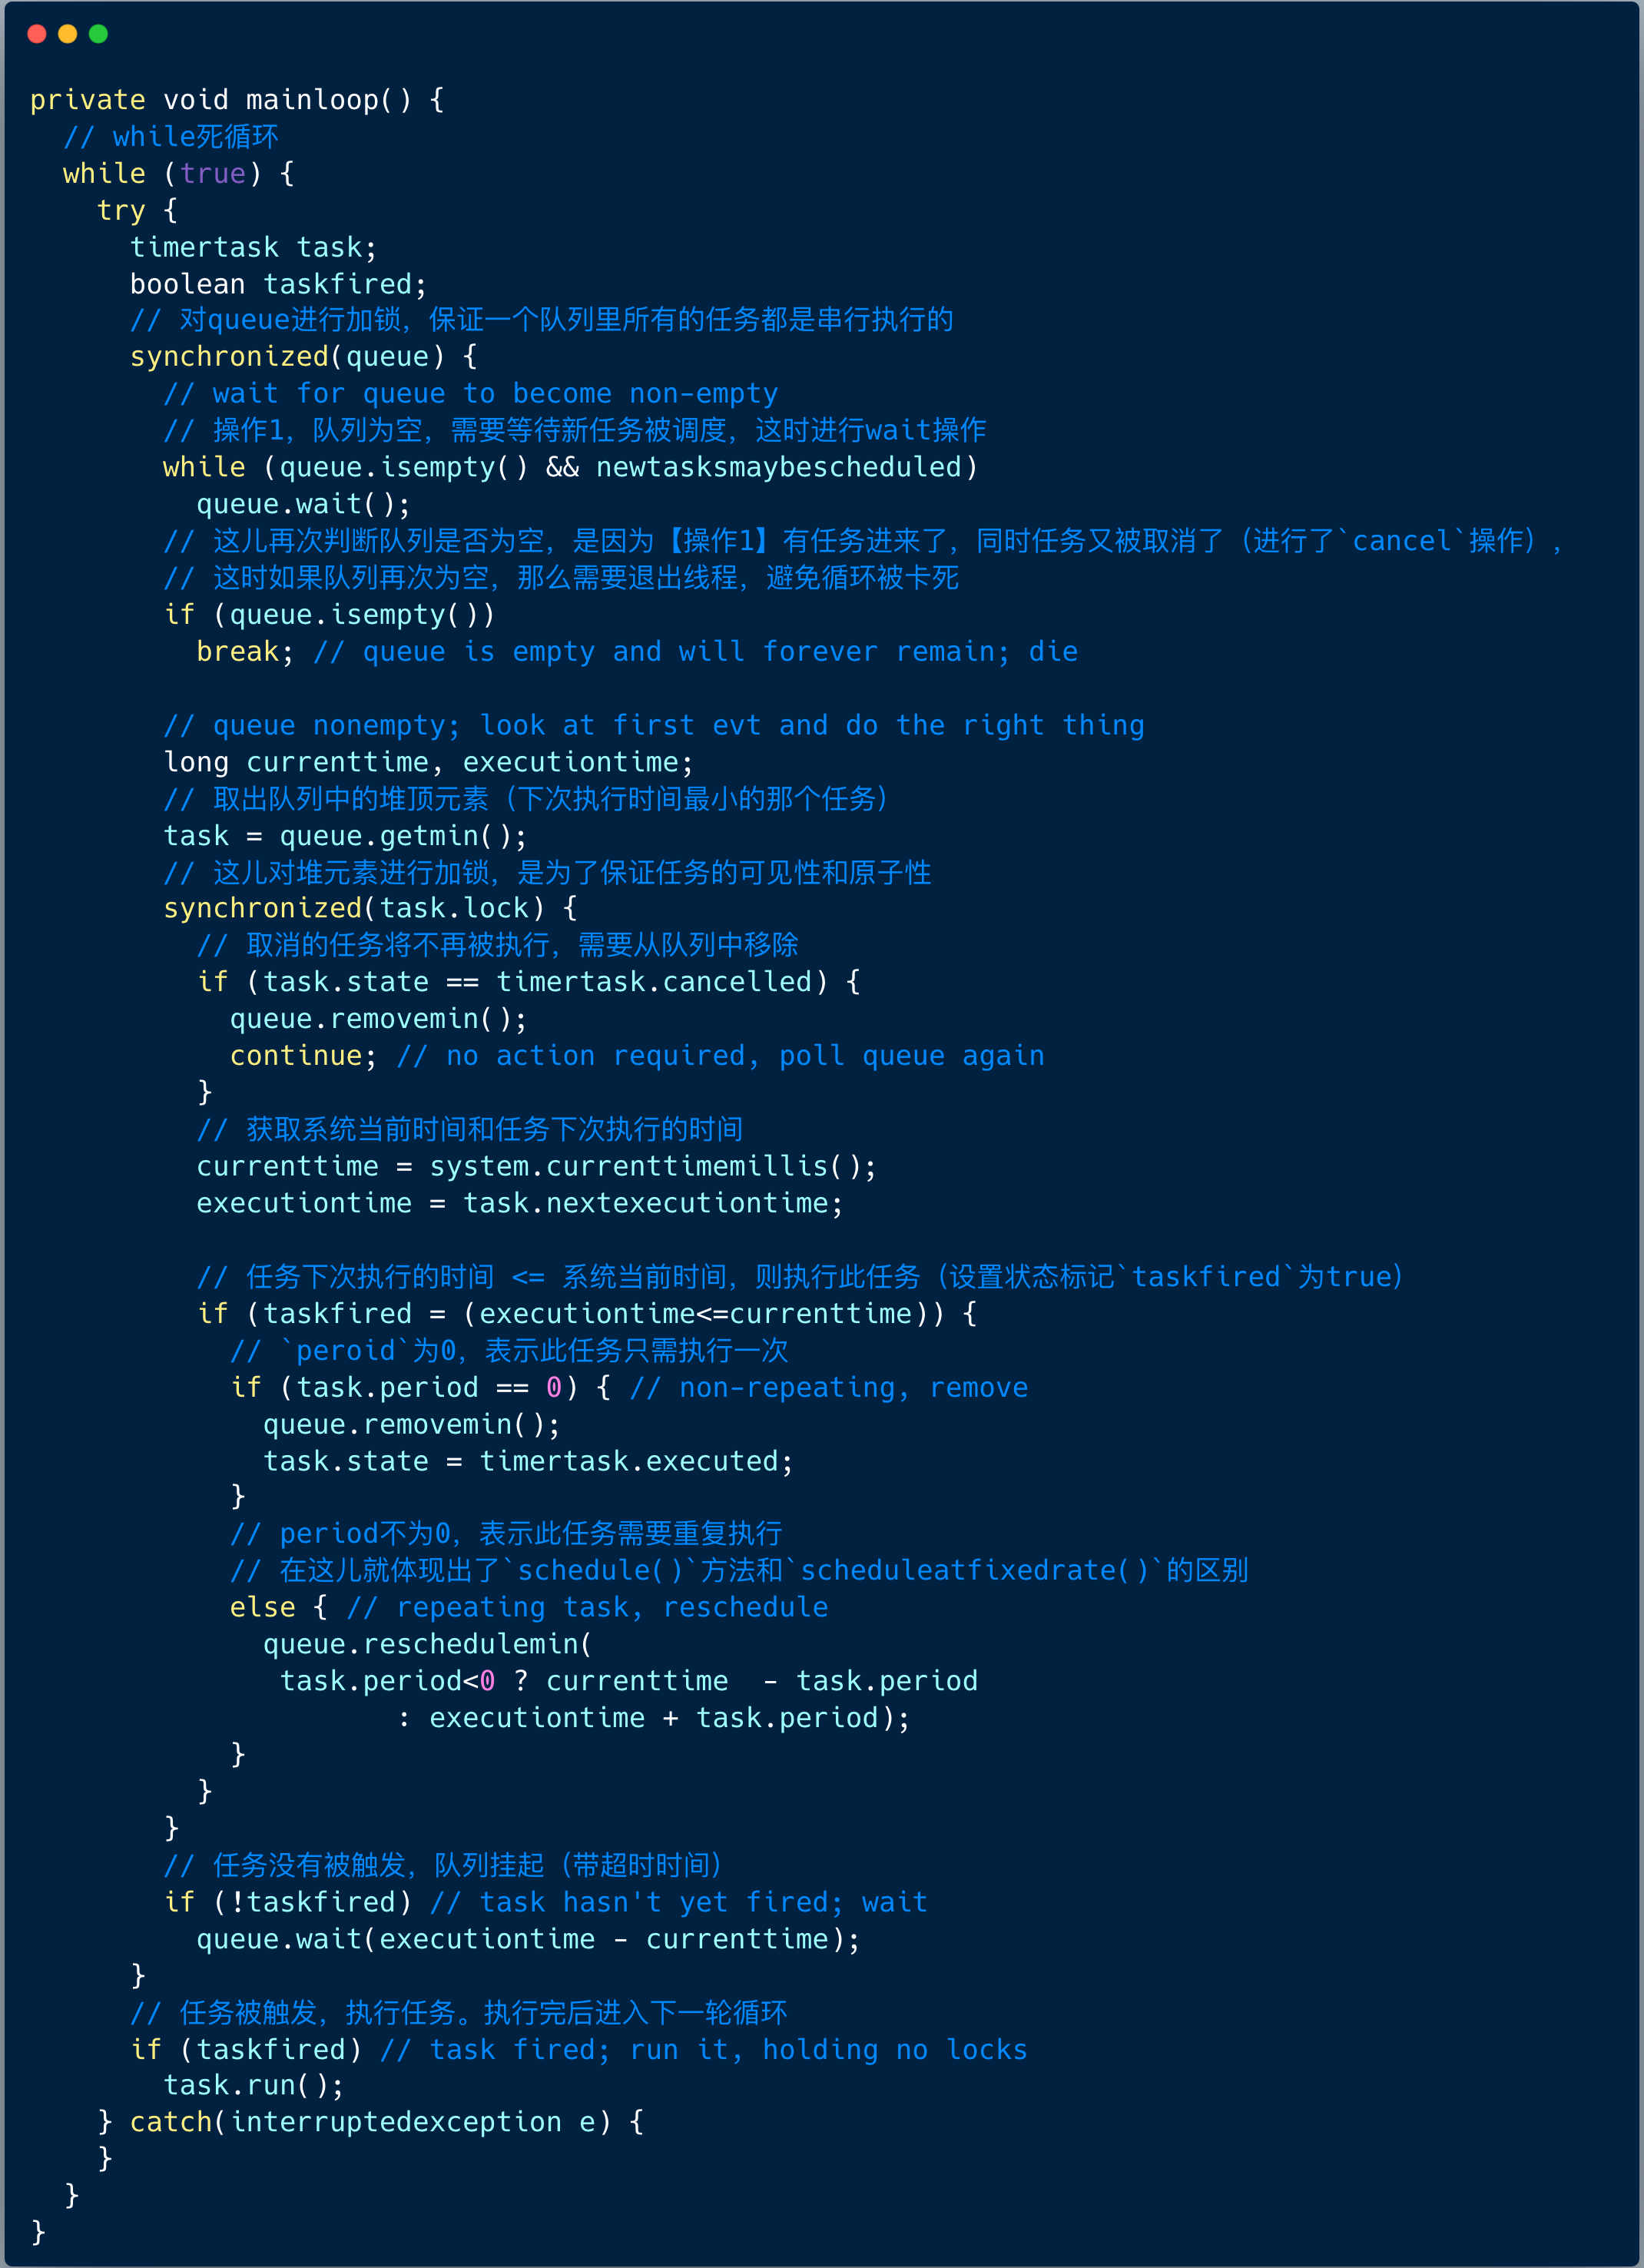 private void mainloop() {
  // while死循环
  while (true) {
    try {
      timertask task;
      boolean taskfired;
      // 对queue进行加锁，保证一个队列里所有的任务都是串行执行的
      synchronized(queue) {
        // wait for queue to become non-empty
        // 操作1，队列为空，需要等待新任务被调度，这时进行wait操作
        while (queue.isempty() && newtasksmaybescheduled)
          queue.wait();
        // 这儿再次判断队列是否为空，是因为【操作1】有任务进来了，同时任务又被取消了（进行了`cancel`操作），
        // 这时如果队列再次为空，那么需要退出线程，避免循环被卡死
        if (queue.isempty())
          break; // queue is empty and will forever remain; die

        // queue nonempty; look at first evt and do the right thing
        long currenttime, executiontime;
        // 取出队列中的堆顶元素（下次执行时间最小的那个任务）
        task = queue.getmin();
        // 这儿对堆元素进行加锁，是为了保证任务的可见性和原子性
        synchronized(task.lock) {
          // 取消的任务将不再被执行，需要从队列中移除
          if (task.state == timertask.cancelled) {
            queue.removemin();
            continue; // no action required, poll queue again
          }
          // 获取系统当前时间和任务下次执行的时间
          currenttime = system.currenttimemillis();
          executiontime = task.nextexecutiontime;

          // 任务下次执行的时间 <= 系统当前时间，则执行此任务（设置状态标记`taskfired`为true）
          if (taskfired = (executiontime<=currenttime)) {
            // `peroid`为0，表示此任务只需执行一次
            if (task.period == 0) { // non-repeating, remove
              queue.removemin();
              task.state = timertask.executed;
            }
            // period不为0，表示此任务需要重复执行
            // 在这儿就体现出了`schedule()`方法和`scheduleatfixedrate()`的区别
            else { // repeating task, reschedule
              queue.reschedulemin(
               task.period<0 ? currenttime  - task.period
                      : executiontime + task.period);
            }
          }
        }
        // 任务没有被触发，队列挂起（带超时时间）
        if (!taskfired) // task hasn't yet fired; wait
          queue.wait(executiontime - currenttime);
      }
      // 任务被触发，执行任务。执行完后进入下一轮循环
      if (taskfired) // task fired; run it, holding no locks
        task.run();
    } catch(interruptedexception e) {
    }
  }
}